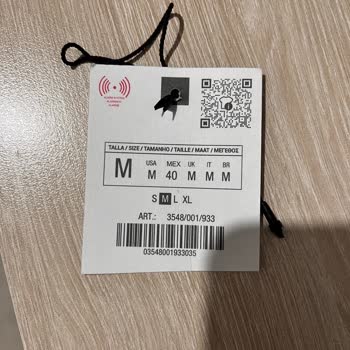 TALLA / SIZE / TAMANHO / TAILLE / MAAT / ΜΕΓΕΘΟΣ
M
USA MEX UK IT BR
M 40 M M M
S M L XL
ART.: 3548/001/933
03548001933035